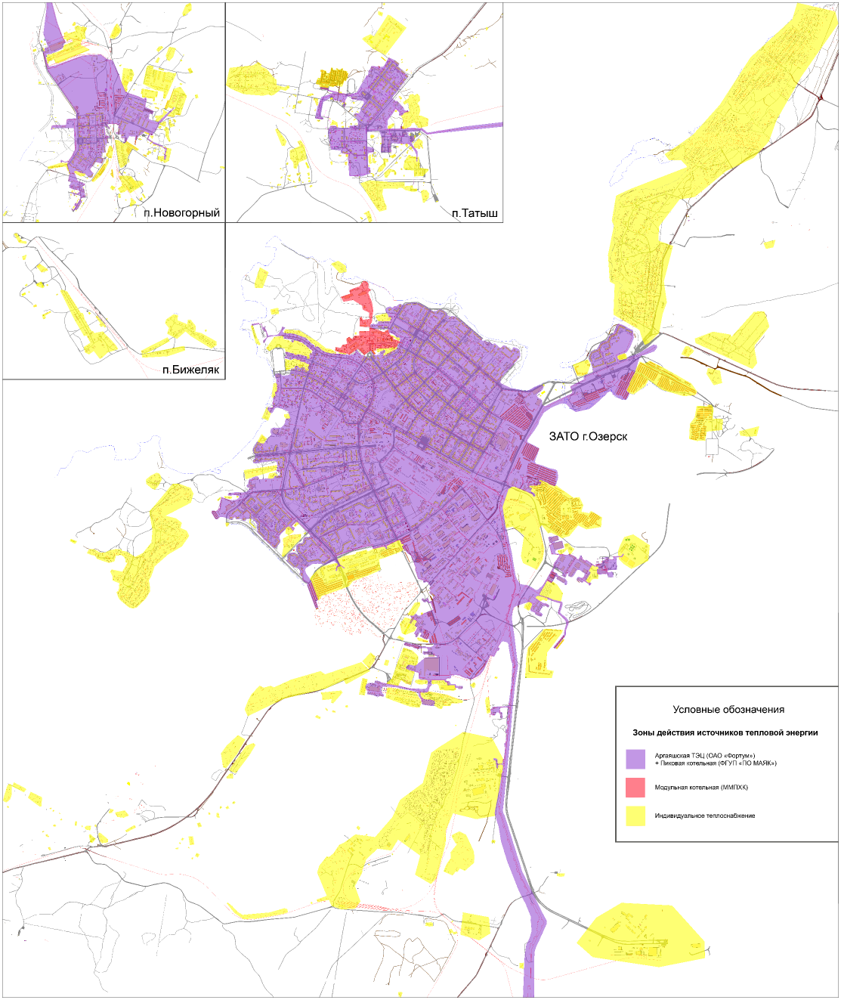 п.Новогорный
п.Татыш
п.Бижеляк
ЗАТО г.Озерск
Условные обозначения
Зоны действия источников тепловой энергии
Аргаяшская ТЭЦ (ОАО «Фортум»)
+ Пиковая котельная (ФГУП «ПО МАЯК»)
Модульная котельная (ММПХК)
Индивидуальное теплоснабжение